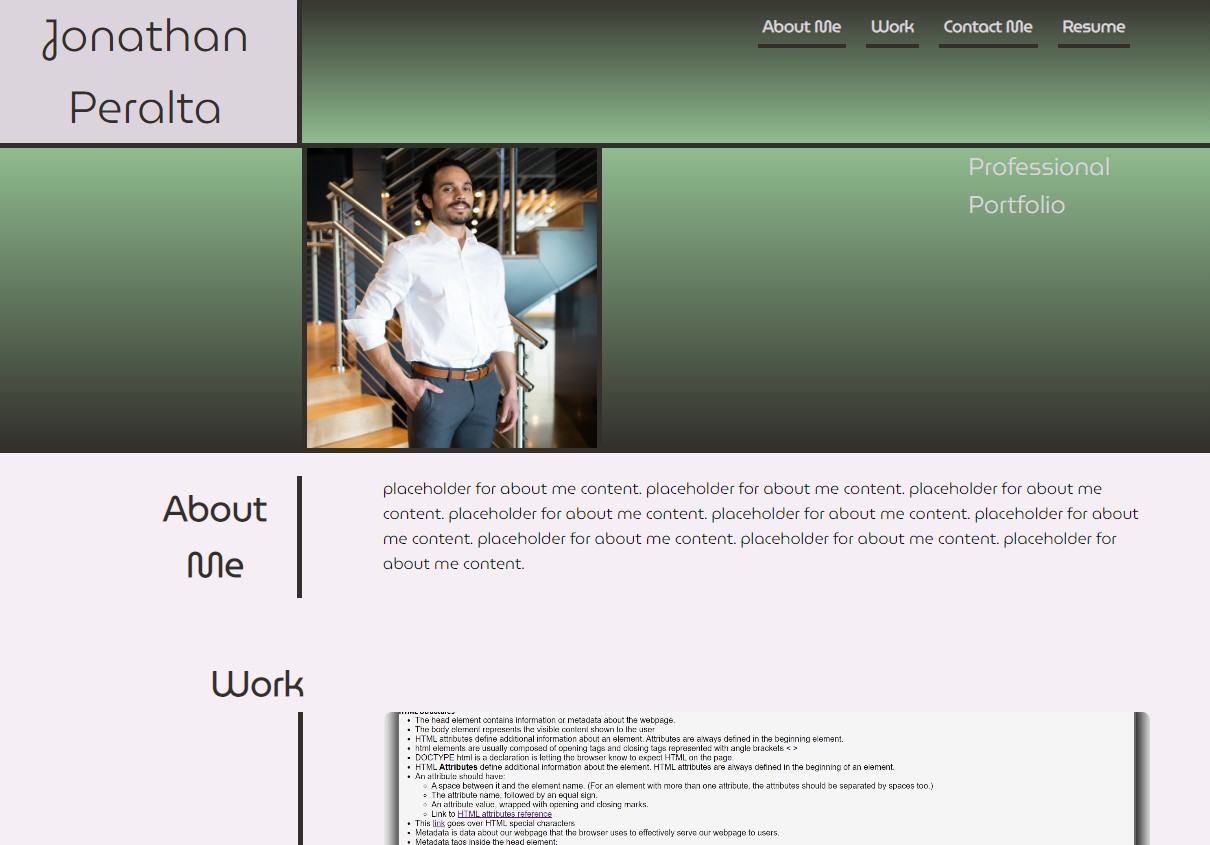 Jonathan
Peralta
About Me
Work
Contact Me
Resume
Professional
Portfolio
About
Me
placeholder for about me content. placeholder for about me content. placeholder for about me
content. placeholder for about me content. placeholder for about me content. placeholder for about
me content. placeholder for about me content. placeholder for about me content. placeholder for
about me content.
Work
HTML Structures
• The head element contains information or metadata about the webpage.
• The body element represents the visible content shown to the user
• HTML attributes define additional information about an element. Attributes are always defined in the beginning element.
• html elements are usually composed of opening tags and closing tags represented with angle brackets < >
• DOCTYPE html is a declaration is letting the browser know to expect HTML on the page.
• HTML Attributes define additional information about the element. HTML attributes are always defined in the beginning of an element.
• An attribute should have:
○ A space between it and the element name. (For an element with more than one attribute, the attributes should be separated by spaces too.)
○ The attribute name, followed by an equal sign.
○ An attribute value, wrapped with opening and closing marks.
○ Link to HTML attributes reference
• This link goes over HTML special characters
• Metadata is data about our webpage that the browser uses to effectively serve our webpage to users.
• Metadata tags inside the head element: